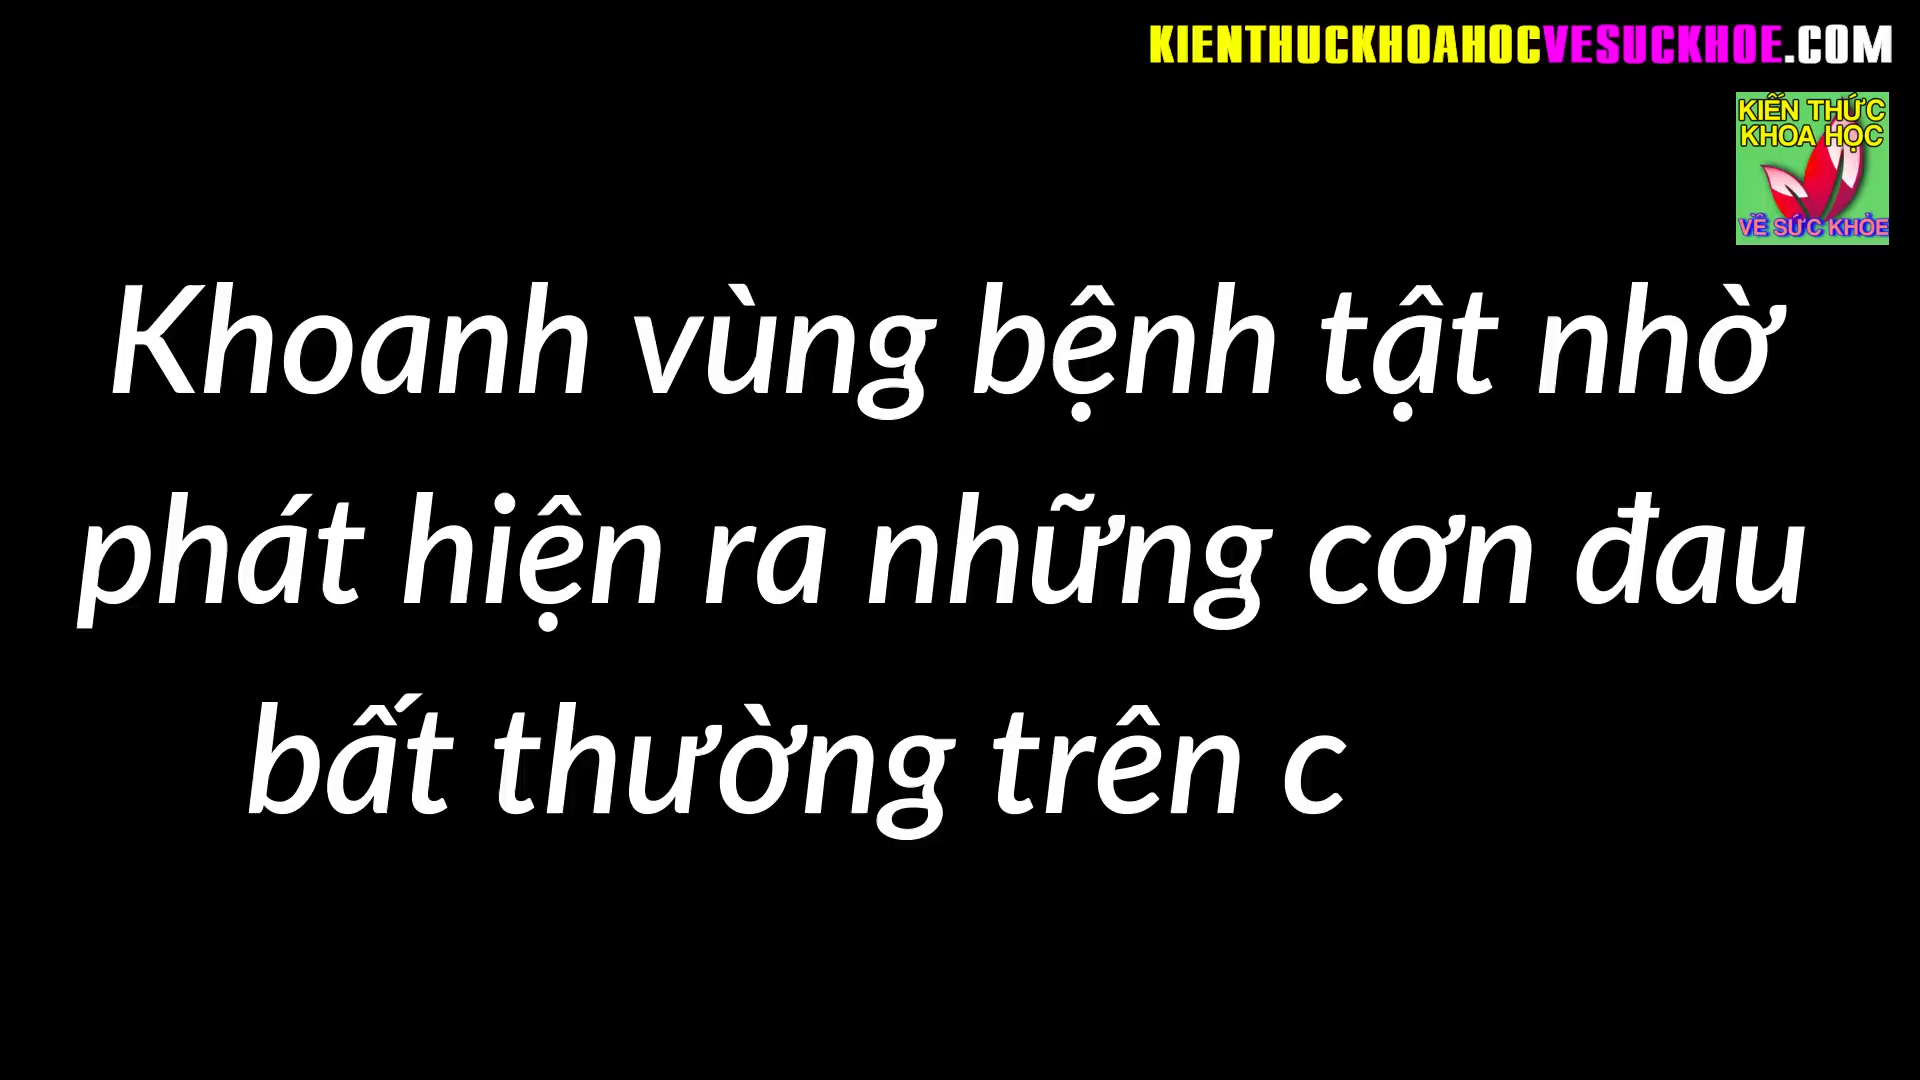 KIENTHUCKHOAHOCVESUCKHOE.COM
KIẾN THỨC
KHOA HỌC
VỀ SỨC KHỎE
Khoanh vùng bệnh tật nhờ
phát hiện ra những cơn đau
bất thường trên c